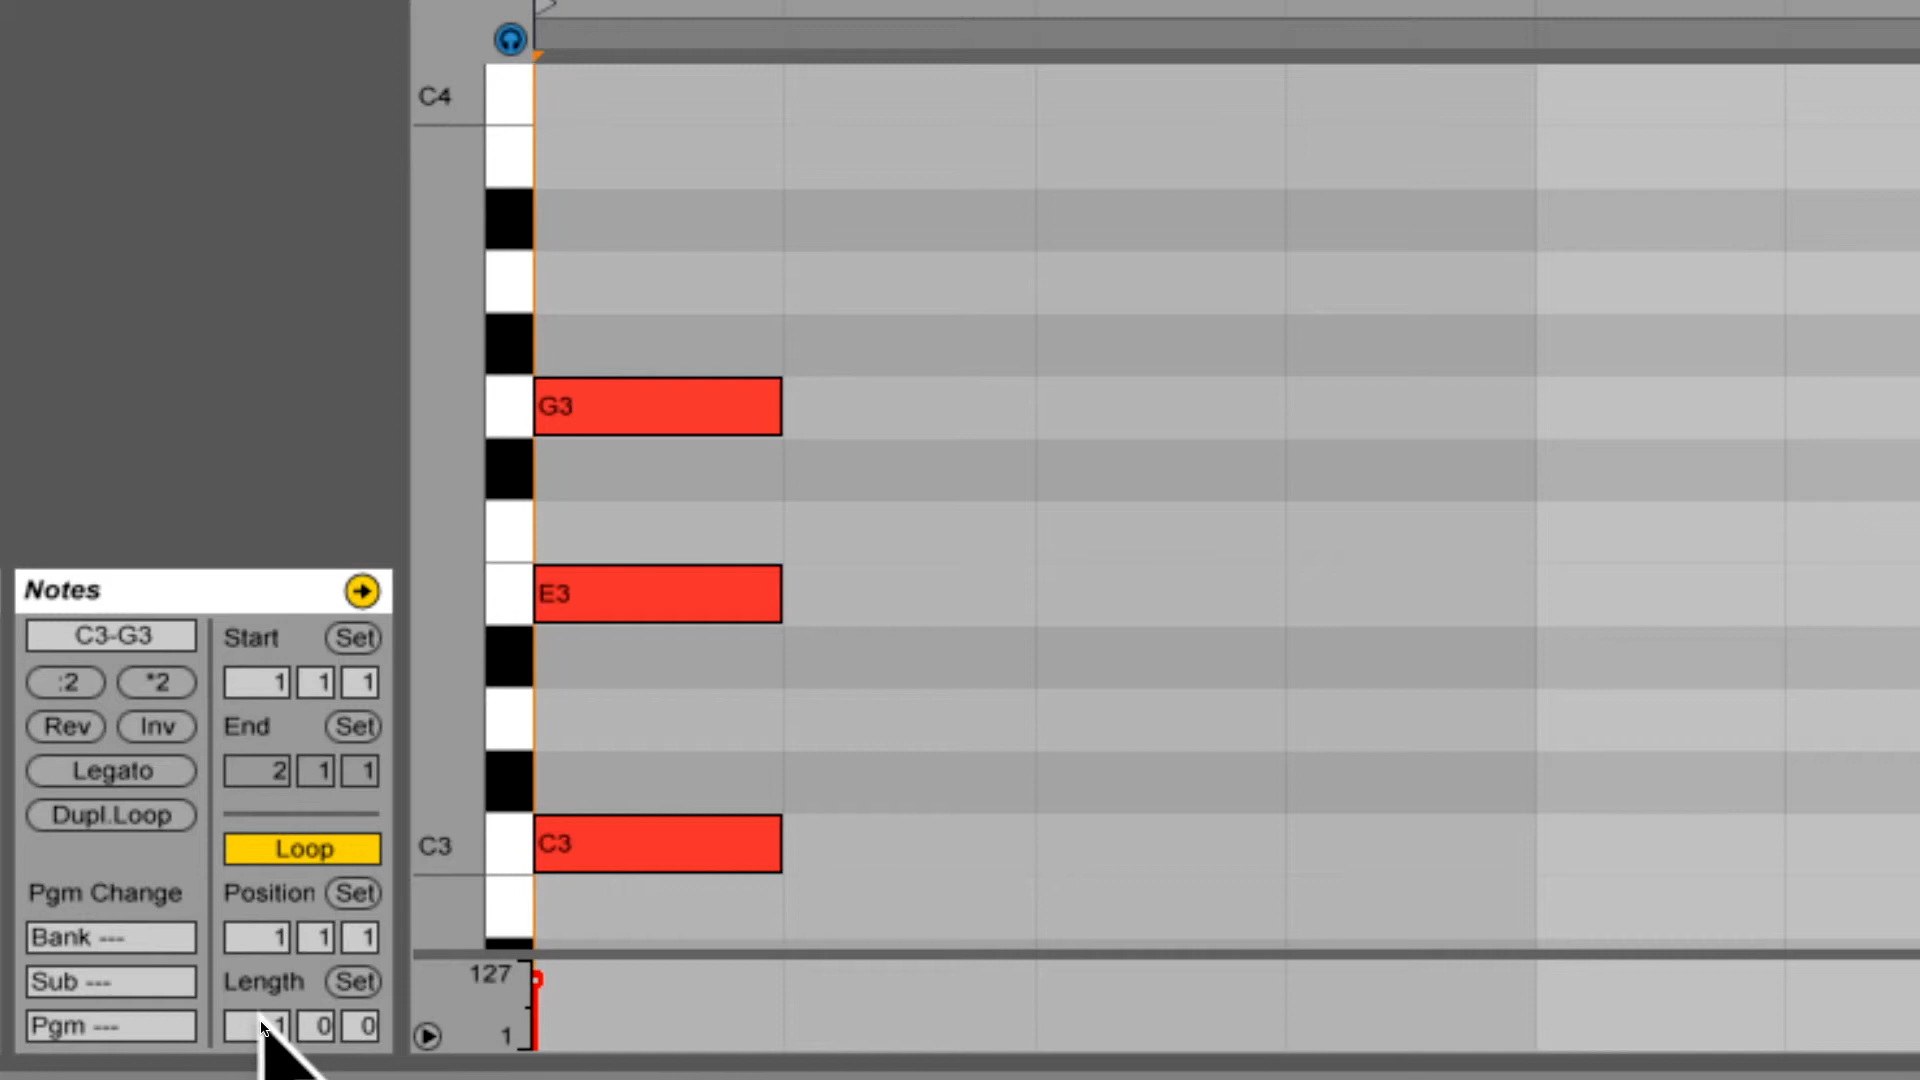 C4
G3
E3
C3
C3
127
1
Notes
C3-G3
:2 *2
Rev Inv
Legato
Dupl.Loop
Pgm Change
Bank ---
Sub ---
Pgm ---
Start Set
1 1 1
End Set
2 1 1
Loop
Position Set
1 1 1
Length Set
1 0 0